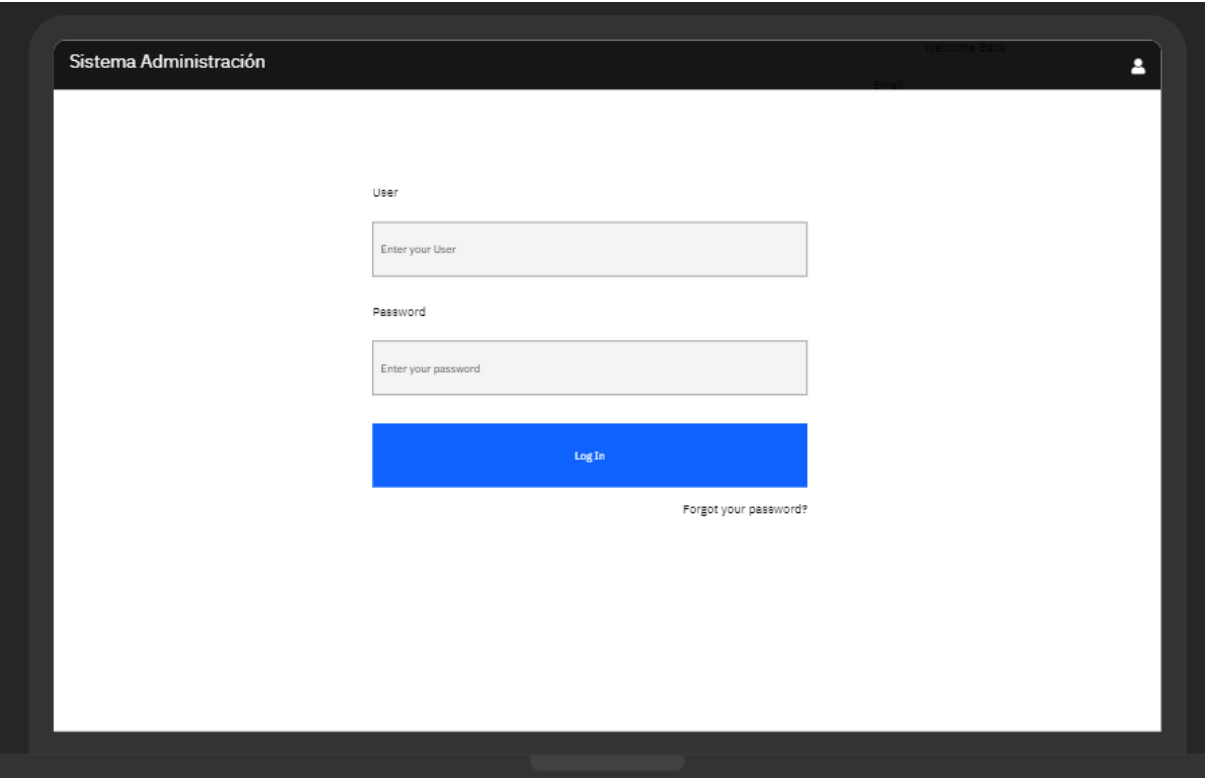 Welcome Back
Sistema Administración
Email
User
Enter your User
Password
Enter your password
Log In
Forgot your password?